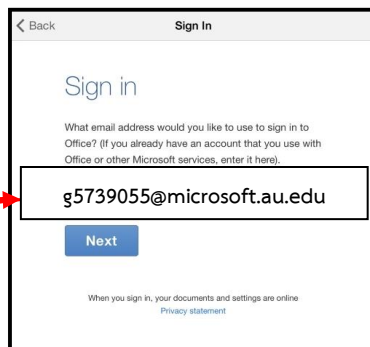 Back
Sign In
Sign in
What email address would you like to use to sign in to
Office? (If you already have an account that you use with
Office or other Microsoft services, enter it here).
g5739055@microsoft.au.edu
Next
When you sign in, your documents and settings are online
Privacy statement